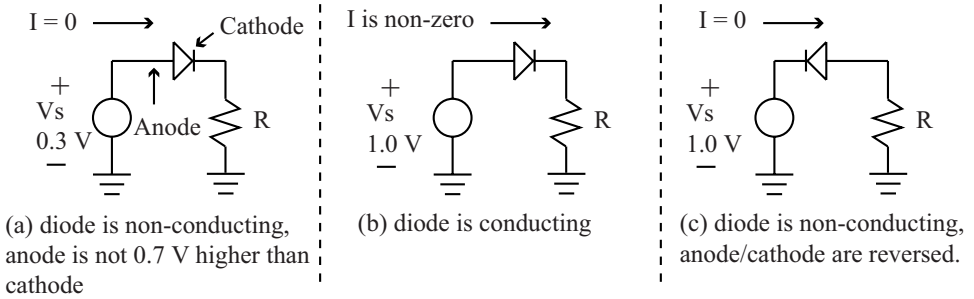 I = 0
Cathode
+
Vs
0.3 V
−
Anode
R
(a) diode is non-conducting,
anode is not 0.7 V higher than
cathode
I is non-zero
+
Vs
1.0 V
−
R
(b) diode is conducting
I = 0
+
Vs
1.0 V
−
R
(c) diode is non-conducting,
anode/cathode are reversed.